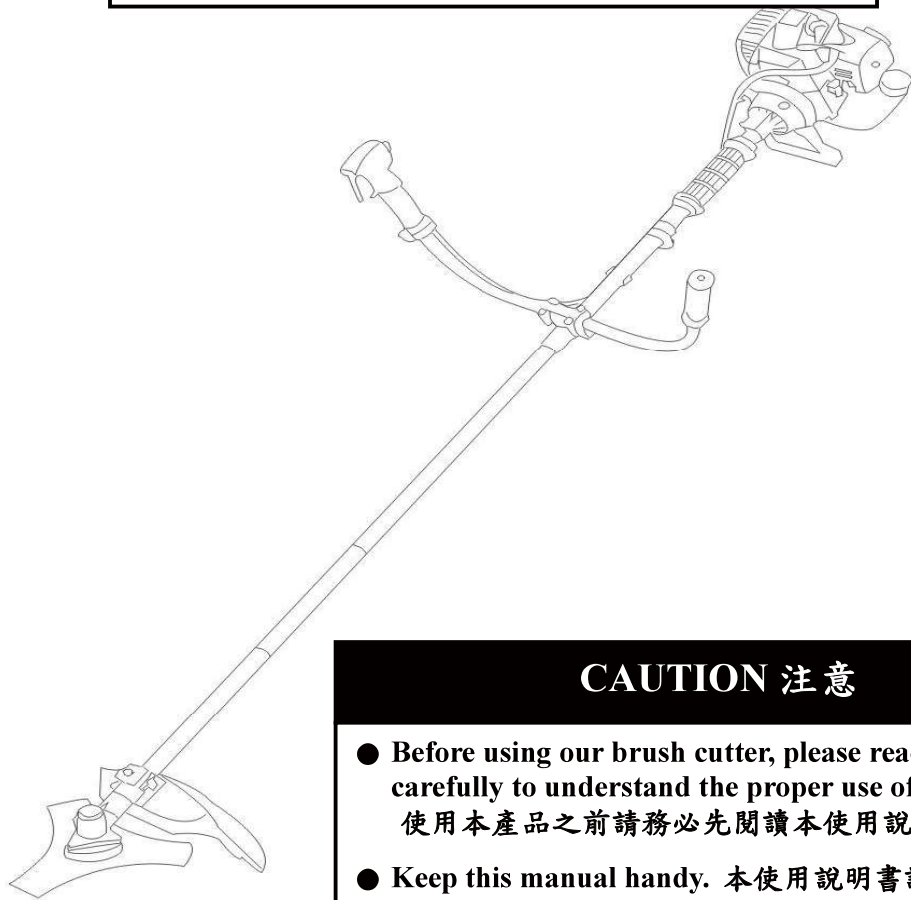 CAUTION 注意
● Before using our brush cutter, please rea
carefully to understand the proper use of
使用本產品之前請務必先閱讀本使用說
● Keep this manual handy. 本使用說明書